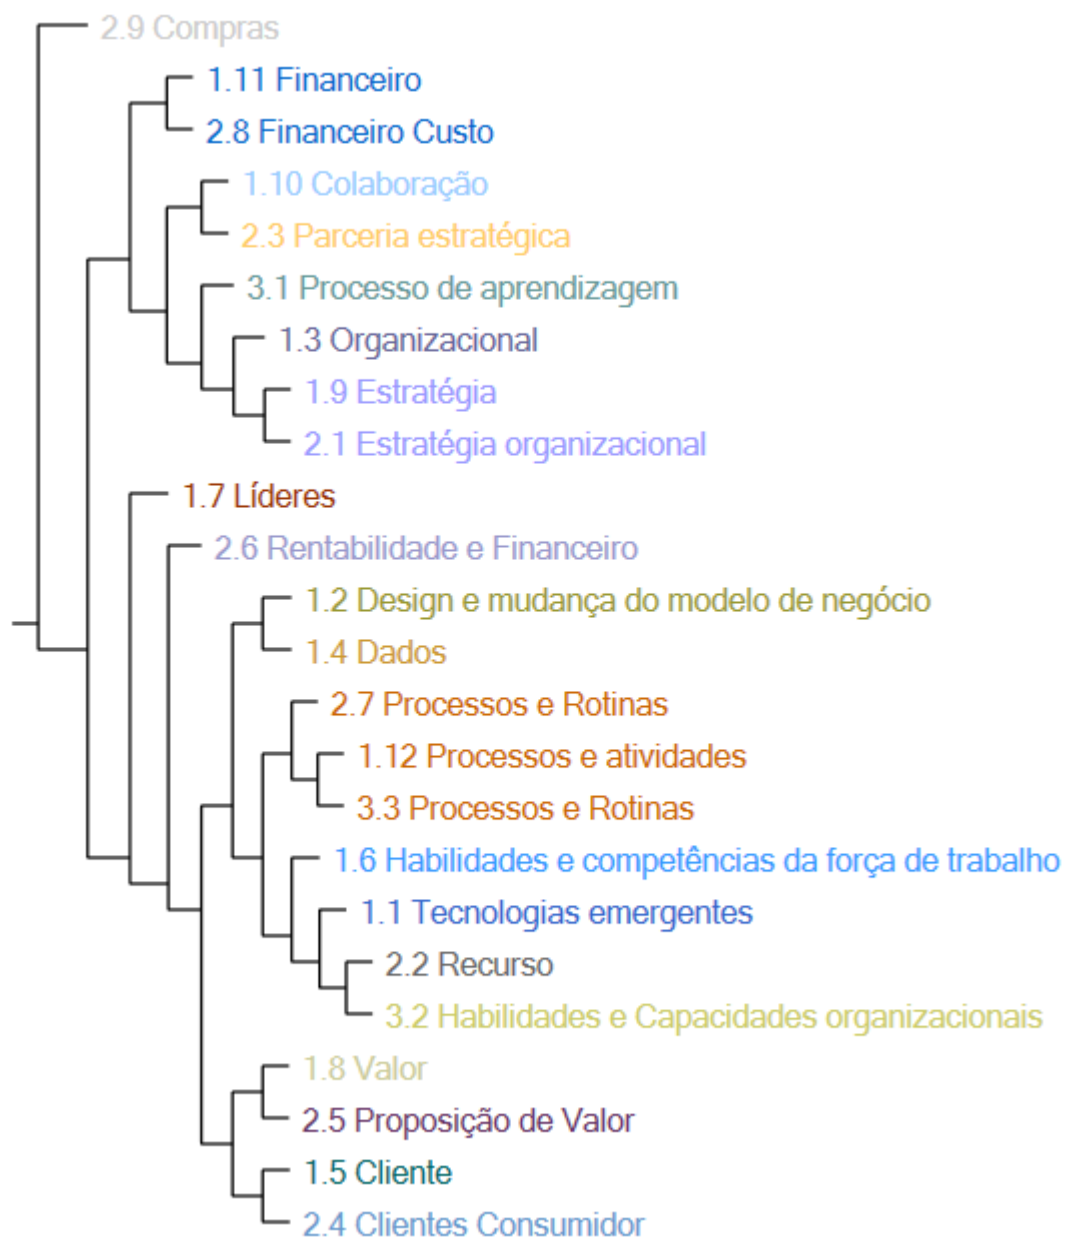 2.9 Compras
1.11 Financeiro
2.8 Financeiro Custo
1.10 Colaboração
2.3 Parceria estratégica
3.1 Processo de aprendizagem
1.3 Organizacional
1.9 Estratégia
2.1 Estratégia organizacional
1.7 Líderes
2.6 Rentabilidade e Financeiro
1.2 Design e mudança do modelo de negócio
1.4 Dados
2.7 Processos e Rotinas
1.12 Processos e atividades
3.3 Processos e Rotinas
1.6 Habilidades e competências da força de trabalho
1.1 Tecnologias emergentes
2.2 Recurso
3.2 Habilidades e Capacidades organizacionais
1.8 Valor
2.5 Proposição de Valor
1.5 Cliente
2.4 Clientes Consumidor